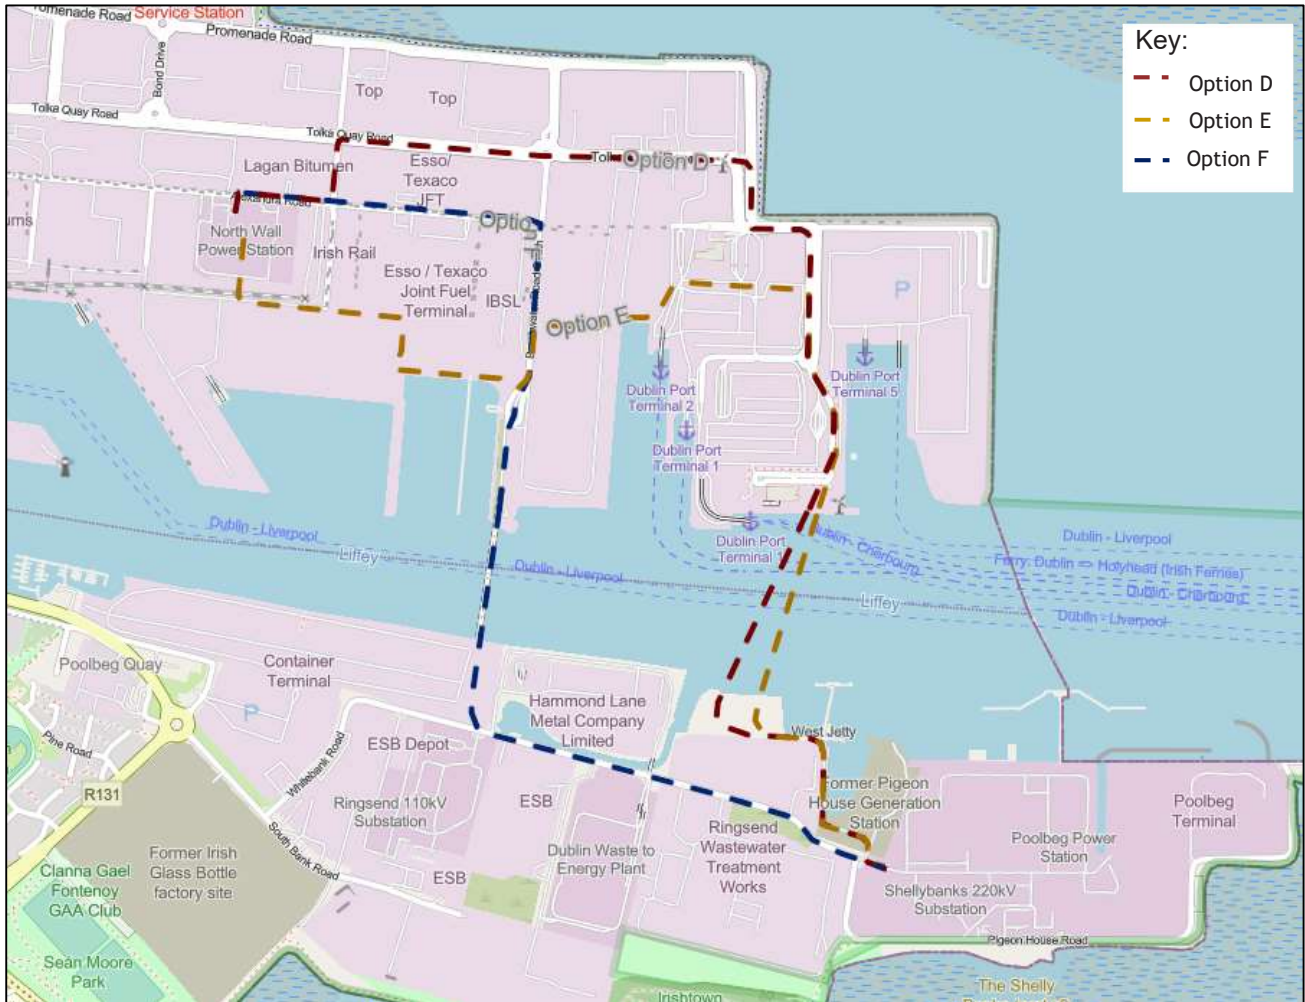 Promenade Road
Service Station
Promenade Road
Key:
Option D
Option E
Option F
Bond Drive
Top
Top
Tolka Quay Road
Tolka Quay Road
Option D
Lagan Bitumen
Esso/
Texaco
JFT
Alexandra Road
North Wall
Power Station
Irish Rail
Esso / Texaco
Joint Fuel
Terminal
IBSL
Option E
P
Dublin Port
Terminal 2
Dublin Port
Terminal 5
Dublin Port
Terminal 1
Dublin Port
Terminal 1
Dublin - Liverpool
Liffey
Dublin - Liverpool
Dublin - Cherbourg
Dublin - Liverpool
Ferry: Dublin => Holyhead (Irish Ferries)
Dublin - Cherbourg
Liffey
Dublin - Liverpool
Poolbeg Quay
Container
Terminal
P
Hammond Lane
Metal Company
Limited
West Jetty
Pine Road
ESB Depot
Whitebank Road
R131
Ringsend 110kV
Substation
ESB
Former Pigeon
House Generation
Station
Poolbeg
Terminal
Poolbeg Power
Station
Ringsend
Wastewater
Treatment
Works
South Bank Road
Former Irish
Glass Bottle
factory site
Dublin Waste to
Energy Plant
Clanna Gael
Fontenoy
GAA Club
ESB
Shellybanks 220kV
Substation
Pigeon House Road
Seán Moore
Park
The Shelly
Irishtown